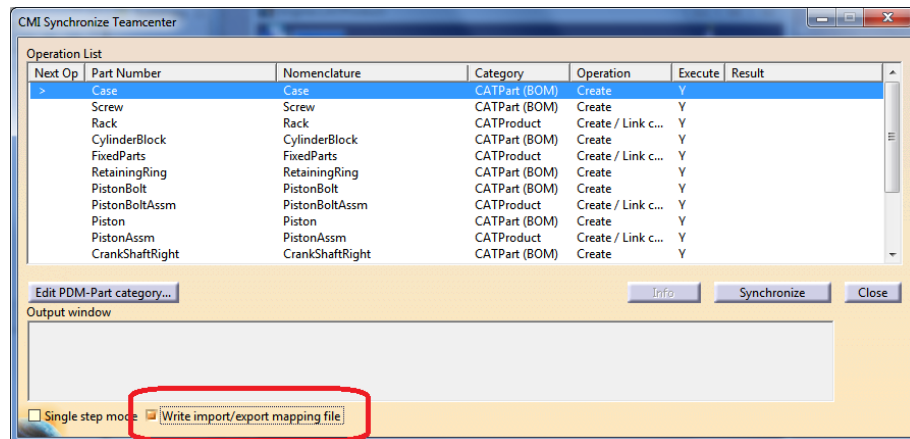 CMI Synchronize Teamcenter
Operation List
Next Op Part Number Nomenclature Category Operation Execute Result
> Case Case CATPart (BOM) Create Y
Screw Screw CATPart (BOM) Create Y
Rack Rack CATProduct Create / Link c... Y
CylinderBlock CylinderBlock CATPart (BOM) Create Y
FixedParts FixedParts CATProduct Create / Link c... Y
RetainingRing RetainingRing CATPart (BOM) Create Y
PistonBolt PistonBolt CATPart (BOM) Create Y
PistonBoltAssm PistonBoltAssm CATProduct Create / Link c... Y
Piston Piston CATPart (BOM) Create Y
PistonAssm PistonAssm CATProduct Create / Link c... Y
CrankShaftRight CrankShaftRight CATPart (BOM) Create Y
Edit PDM-Part category... Info Synchronize Close
Output window
Single step mode Write import/export mapping file